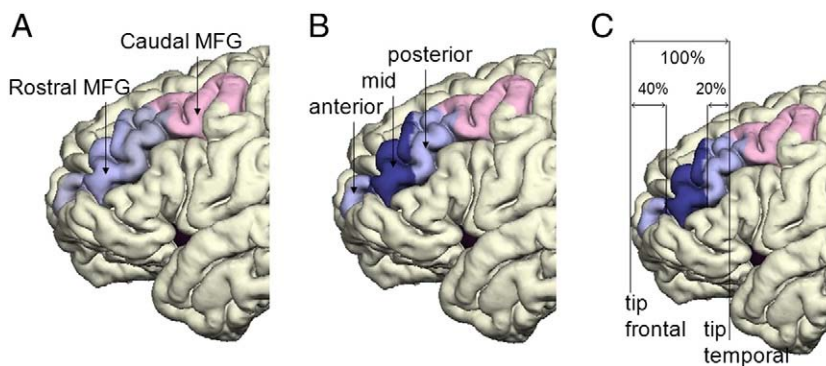 A
Caudal MFG
Rostral MFG
B
posterior
mid
anterior
C
100%
40%
20%
tip
frontal
tip
temporal